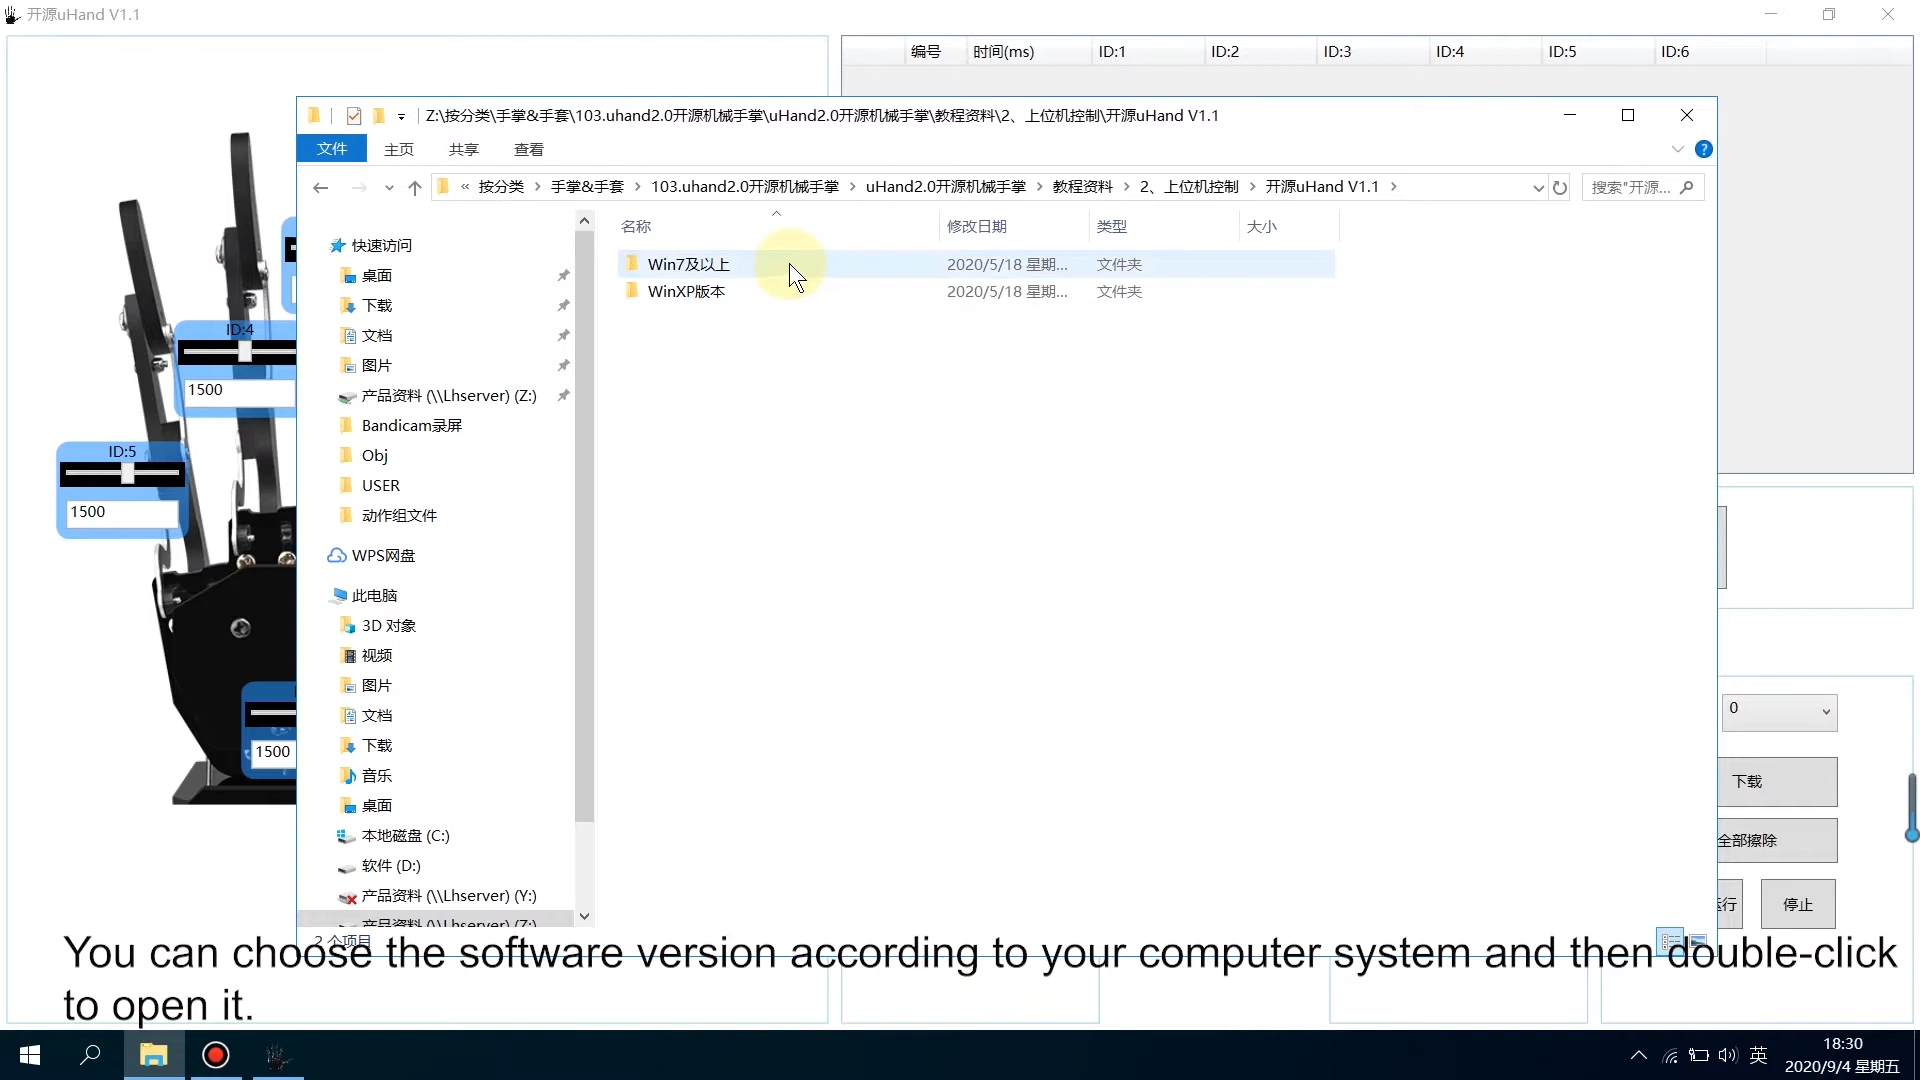 开源uHand V1.1
编号 时间(ms) ID:1 ID:2 ID:3 ID:4 ID:5 ID:6
Z:\按分类\手掌&手套\103.uhand2.0开源机械手掌\uHand2.0开源机械手掌\教程资料\2、上位机控制\开源uHand V1.1
文件 主页 共享 查看
« 按分类 › 手掌&手套 › 103.uhand2.0开源机械手掌 › uHand2.0开源机械手掌 › 教程资料 › 2、上位机控制 › 开源uHand V1.1 ›
搜索"开源...
名称 修改日期 类型 大小
Win7及以上 2020/5/18 星期... 文件夹
WinXP版本 2020/5/18 星期... 文件夹
快速访问
桌面
下载
文档
图片
产品资料 (\\Lhserver) (Z:)
Bandicam录屏
Obj
USER
动作组文件
WPS网盘
此电脑
3D 对象
视频
图片
文档
下载
音乐
桌面
本地磁盘 (C:)
软件 (D:)
产品资料 (\\Lhserver) (Y:)
产品资料 (\\Lhserver) (Z:)
2 个项目
ID:4
1500
ID:5
1500
1500
0
下载
全部擦除
运行 停止
You can choose the software version according to your computer system and then double-click
to open it.
英
18:30
2020/9/4 星期五